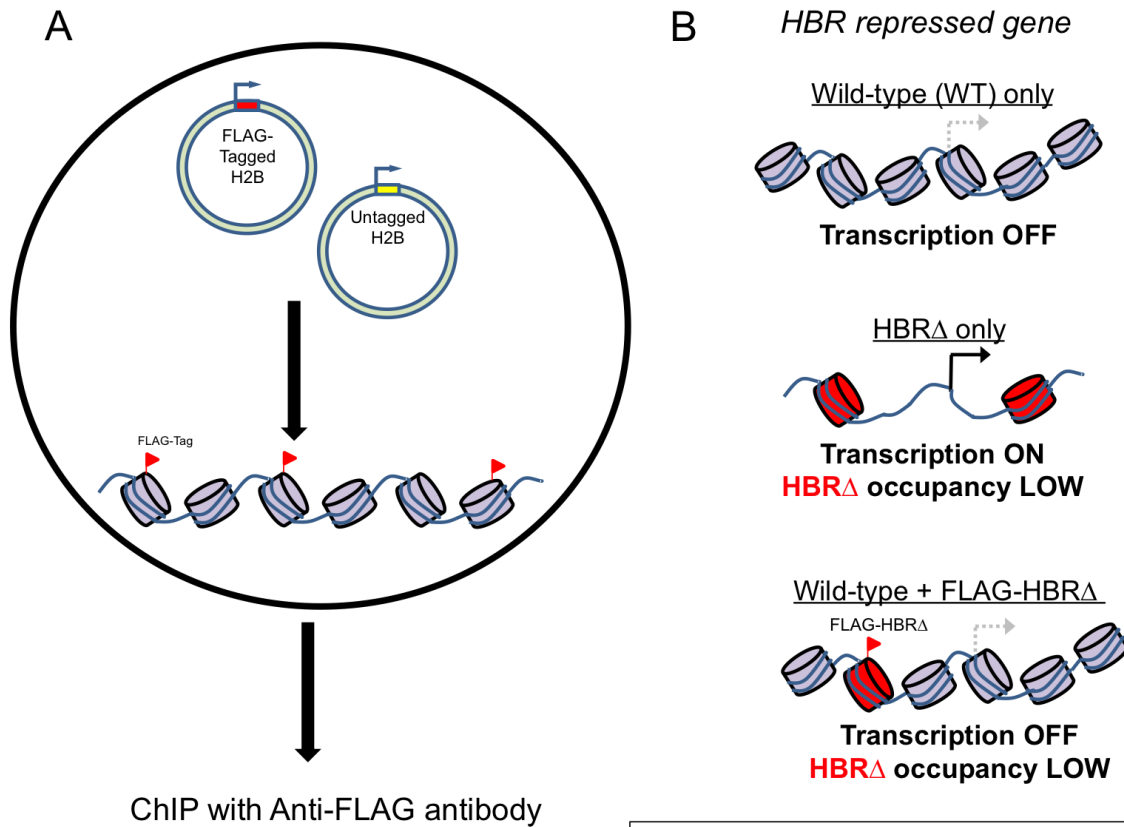 A
FLAG-
Tagged
H2B
Untagged
H2B
FLAG-Tag
ChIP with Anti-FLAG antibody
B
HBR repressed gene
Wild-type (WT) only
Transcription OFF
HBRΔ only
Transcription ON
HBRΔ occupancy LOW
Wild-type + FLAG-HBRΔ
FLAG-HBRΔ
Transcription OFF
HBRΔ occupancy LOW